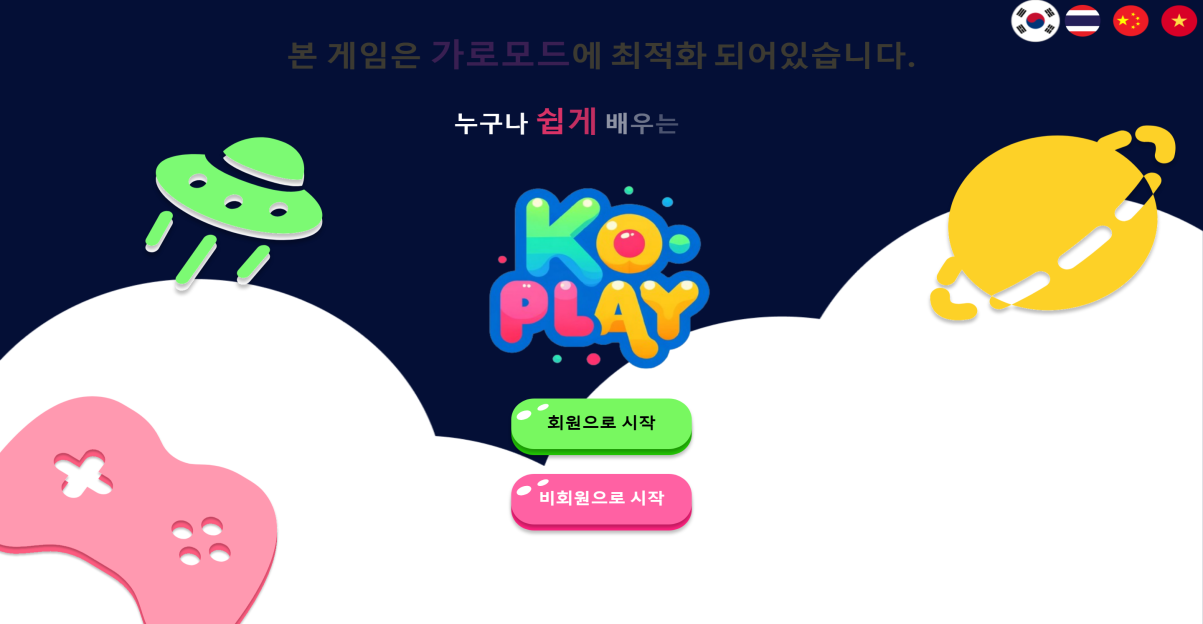 본 게임은 가로모드에 최적화 되어있습니다.
누구나 쉽게 배우는
KO-
PLAY
회원으로 시작
비회원으로 시작